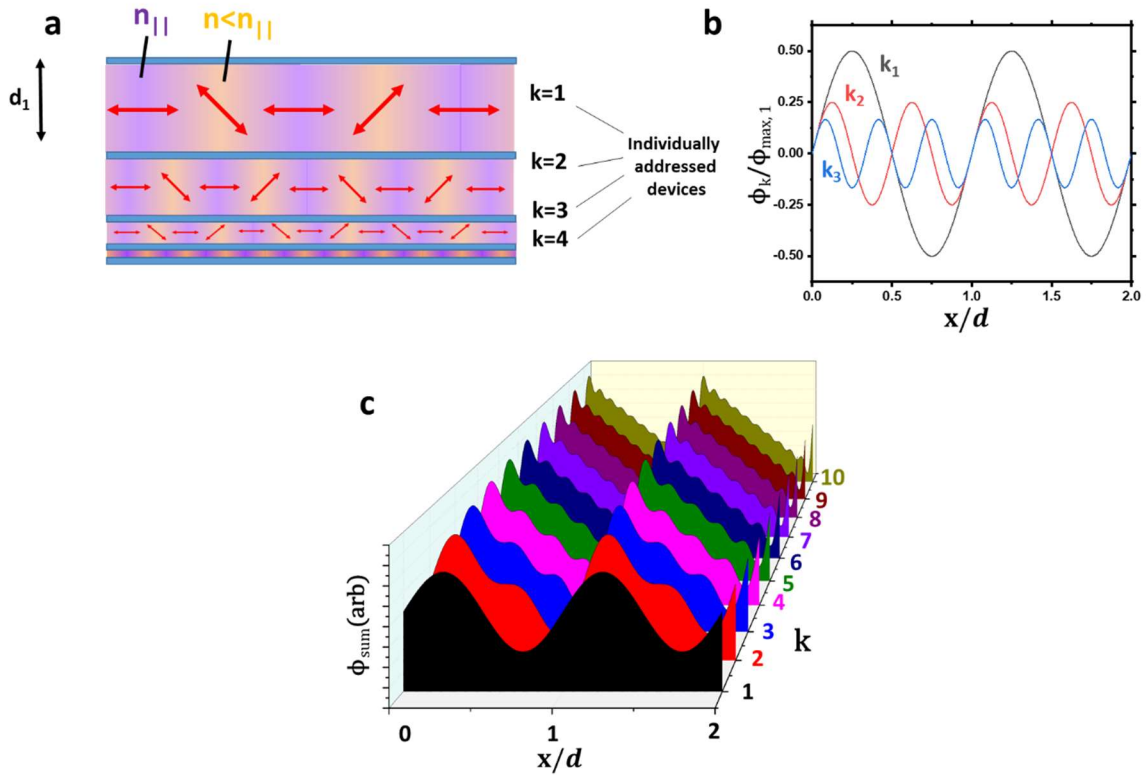 a
n||
n<n||
d1
k=1
k=2
k=3
k=4
Individually
addressed
devices
b
0.50
0.25
0.00
-0.25
-0.50
ϕk/ϕmax, 1
k1
k2
k3
0.0
0.5
1.0
1.5
2.0
x/d
c
ϕsum(arb)
0
1
2
x/d
10
9
8
7
6
5
4
3
2
1
k